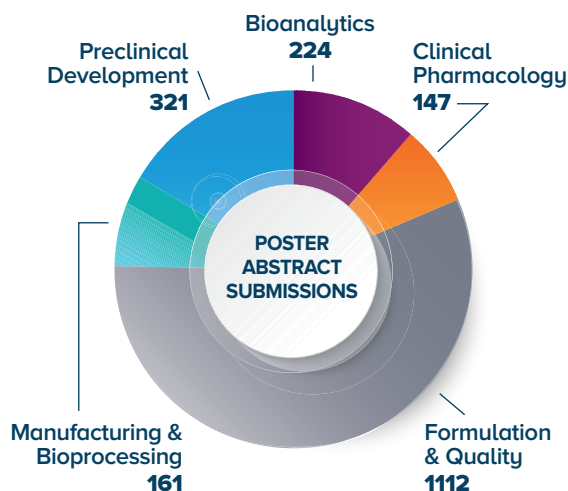 Bioanalytics
224
Clinical
Pharmacology
147
Preclinical
Development
321
POSTER
ABSTRACT
SUBMISSIONS
Manufacturing &
Bioprocessing
161
Formulation
& Quality
1112